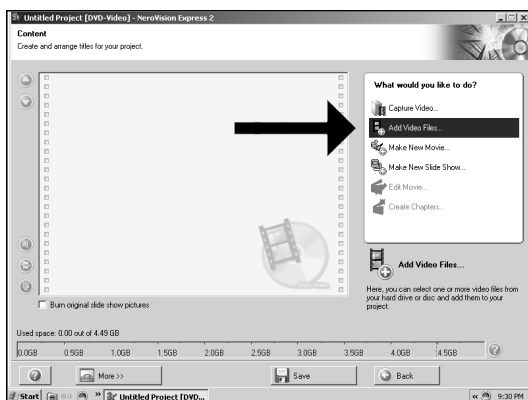 Untitled Project [DVD-Video] - NeroVision Express 2
Content
Create and arrange titles for your project.
What would you like to do?
Capture Video...
Add Video Files...
Make New Movie...
Make New Slide Show...
Edit Movie...
Create Chapters...
DVD-Video
Add Video Files...
Here, you can select one or more video files from
your hard drive or disc and add them to your
project.
Burn original slide show pictures
Used space: 0.00 out of 4.49 GB
0.0GB 0.5GB 1.0GB 1.5GB 2.0GB 2.5GB 3.0GB 3.5GB 4.0GB 4.5GB
More >> Save Back
Start Untitled Project [DVD... 9:30 PM